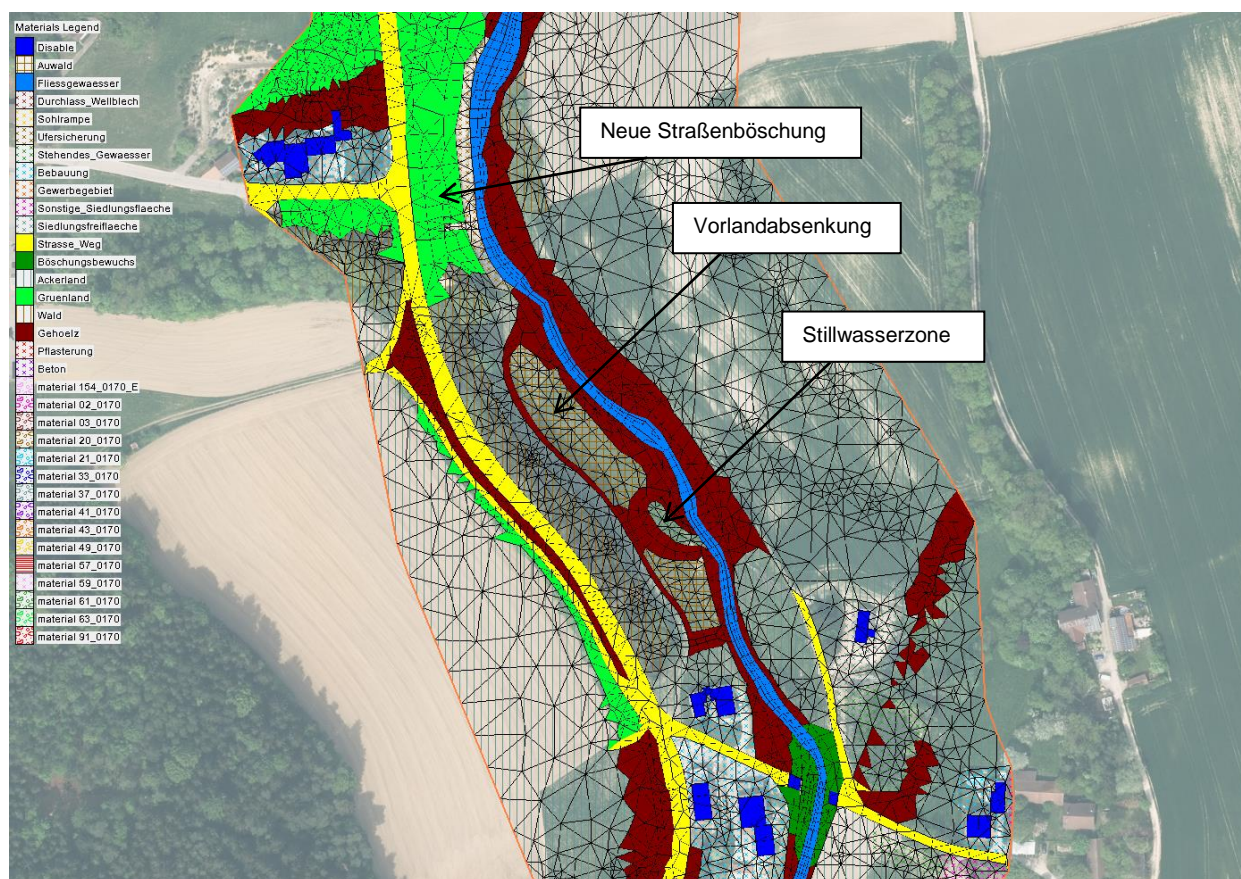 Materials Legend
Disable
Auwald
Fliessgewaesser
Durchlass_Wellblech
Sohlrampe
Ufersicherung
Stehendes_Gewaesser
Bebauung
Gewerbegebiet
Sonstige_Siedlungsflaeche
Siedlungsfreiflaeche
Strasse_Weg
Böschungsbewuchs
Ackerland
Gruenland
Wald
Gehoelz
Pflasterung
Beton
material 154_0170_E
material 02_0170
material 03_0170
material 20_0170
material 21_0170
material 33_0170
material 37_0170
material 41_0170
material 43_0170
material 49_0170
material 57_0170
material 59_0170
material 61_0170
material 63_0170
material 91_0170
Neue Straßenböschung
Vorlandabsenkung
Stillwasserzone